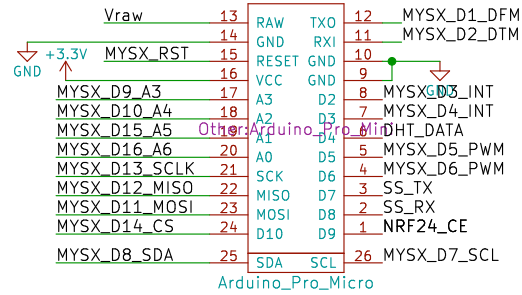 Vraw 13 RAW TXO 12 MYSX_D1_DFM
14 GND RXI 11 MYSX_D2_DTM
GND +3.3V MYSX_RST 15 RESET GND 10 GND
16 VCC GND 9
MYSX_D9_A3 17 A3 D2 8 MYSX_D3_INT
MYSX_D10_A4 18 A2 D3 7 MYSX_D4_INT
Other:Arduino_Pro_Mini
MYSX_D15_A5 19 A1 D4 6 DHT_DATA
MYSX_D16_A6 20 A0 D5 5 MYSX_D5_PWM
MYSX_D13_SCLK 21 SCK D6 4 MYSX_D6_PWM
MYSX_D12_MISO 22 MISO D7 3 SS_TX
MYSX_D11_MOSI 23 MOSI D8 2 SS_RX
MYSX_D14_CS 24 D10 D9 1 NRF24_CE
MYSX_D8_SDA 25 SDA SCL 26 MYSX_D7_SCL
Arduino_Pro_Micro